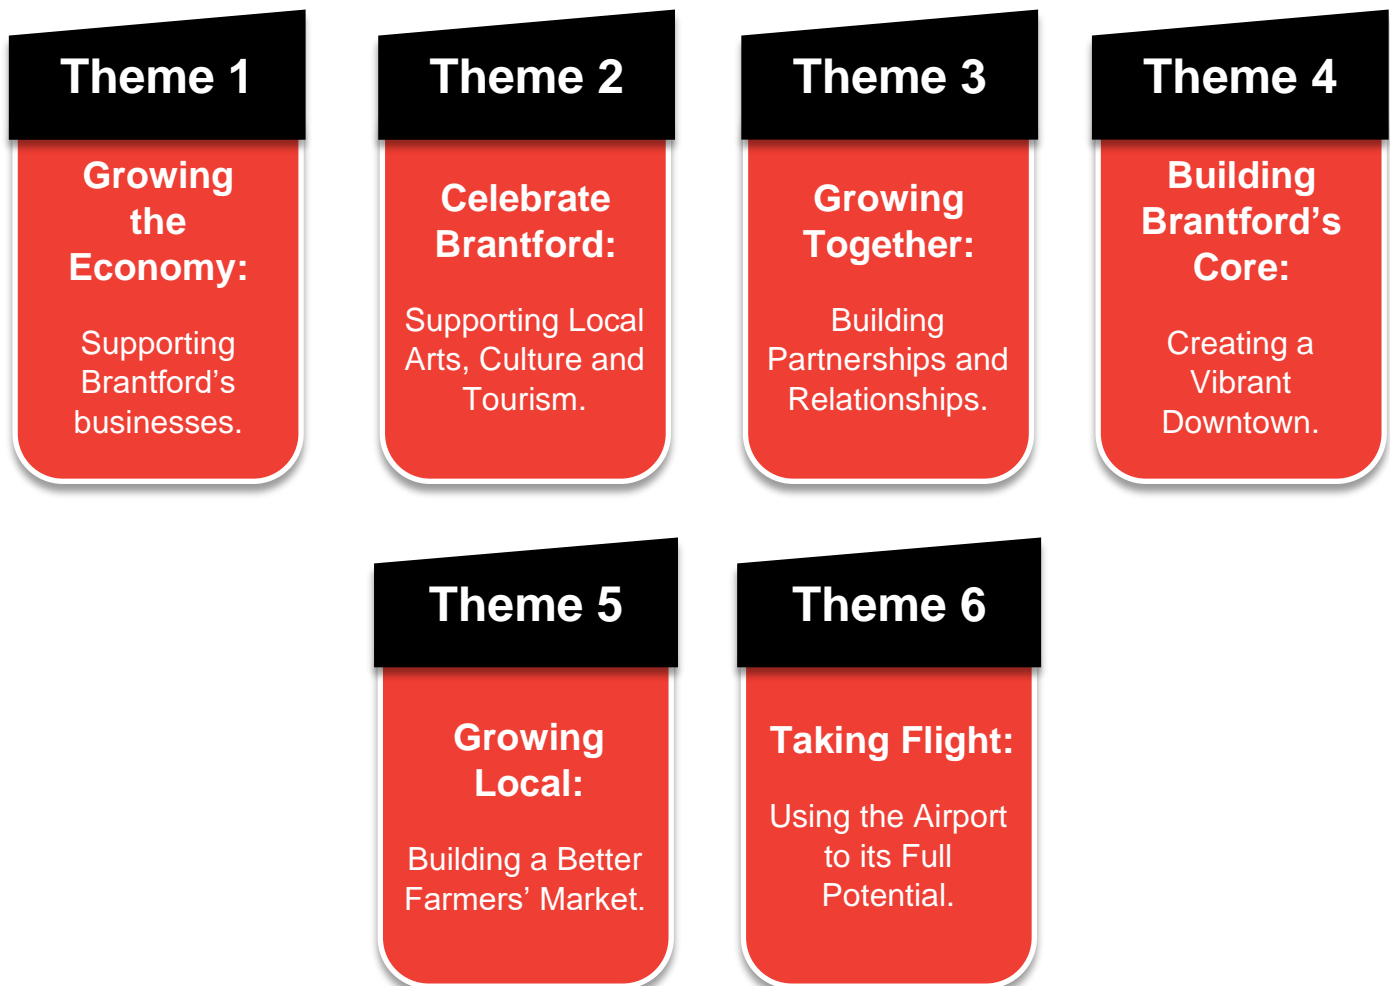 Theme 1
Growing
the
Economy:
Supporting
Brantford’s
businesses.
Theme 2
Celebrate
Brantford:
Supporting Local
Arts, Culture and
Tourism.
Theme 3
Growing
Together:
Building
Partnerships and
Relationships.
Theme 4
Building
Brantford’s
Core:
Creating a
Vibrant
Downtown.
Theme 5
Growing
Local:
Building a Better
Farmers’ Market.
Theme 6
Taking Flight:
Using the Airport
to its Full
Potential.